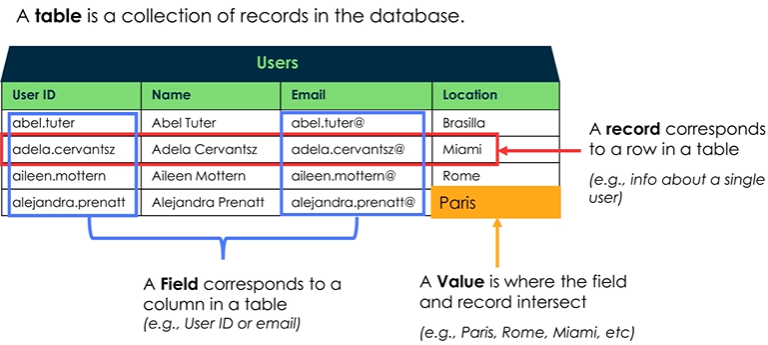 A table is a collection of records in the database.
Users
User ID Name Email Location
abel.tuter Abel Tuter abel.tuter@ Brasilla
adela.cervantsz Adela Cervantsz adela.cervantsz@ Miami
aileen.mottern Aileen Mottern aileen.mottern@ Rome
alejandra.prenatt Alejandra Prenatt alejandra.prenatt@ Paris
A record corresponds
to a row in a table
(e.g., info about a single
user)
A Field corresponds to a
column in a table
(e.g., User ID or email)
A Value is where the field
and record intersect
(e.g., Paris, Rome, Miami, etc)